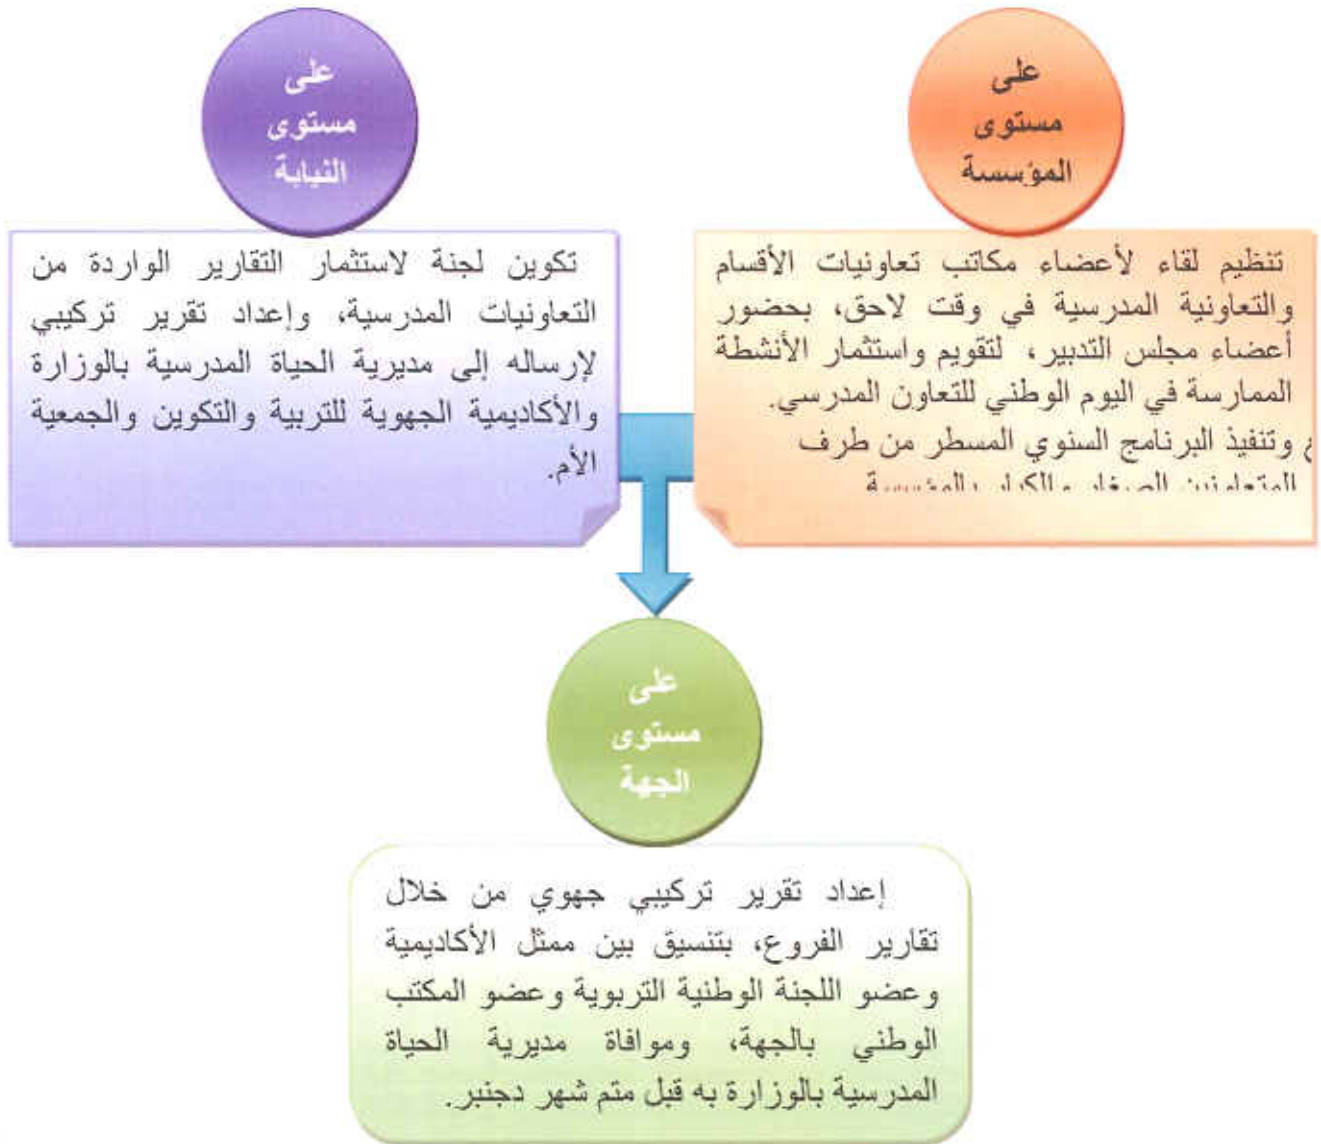 على
مستوى
المؤسسة
تنظيم لقاء لأعضاء مكاتب تعاونيات الأقسام
والتعاونية المدرسية في وقت لاحق، بحضور
أعضاء مجلس التدبير، لتقويم واستثمار الأنشطة
الممارسة في اليوم الوطني للتعاون المدرسي.
وتنفيذ البرنامج السنوي المسطر من طرف
المتعاونين الصغار والكبار بالمؤسسة
على
مستوى
النيابة
تكوين لجنة لاستثمار التقارير الواردة من
التعاونيات المدرسية، وإعداد تقرير تركيبي
لإرساله إلى مديرية الحياة المدرسية بالوزارة
والأكاديمية الجهوية للتربية والتكوين والجمعية
الأم.
على
مستوى
الجهة
إعداد تقرير تركيبي جهوي من خلال
تقارير الفروع، بتنسيق بين ممثل الأكاديمية
وعضو اللجنة الوطنية التربوية وعضو المكتب
الوطني بالجهة، وموافاة مديرية الحياة
المدرسية بالوزارة به قبل متم شهر دجنبر.